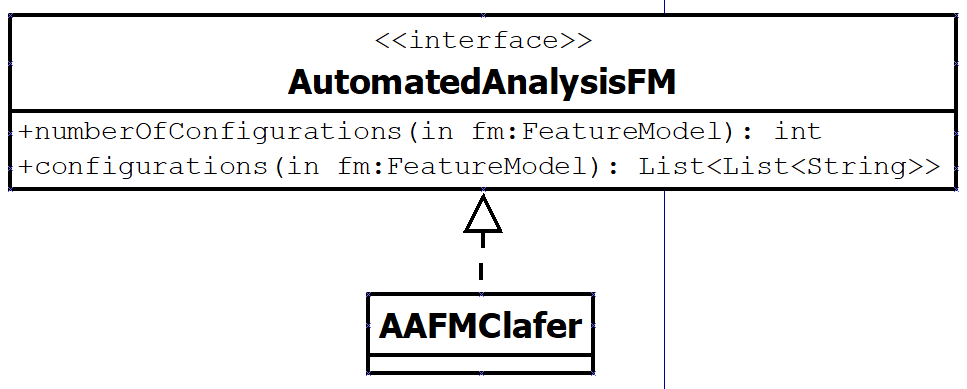 <<interface>>
AutomatedAnalysisFM
+numberOfConfigurations(in fm:FeatureModel): int
+configurations(in fm:FeatureModel): List<List<String>>
AAFMClafer